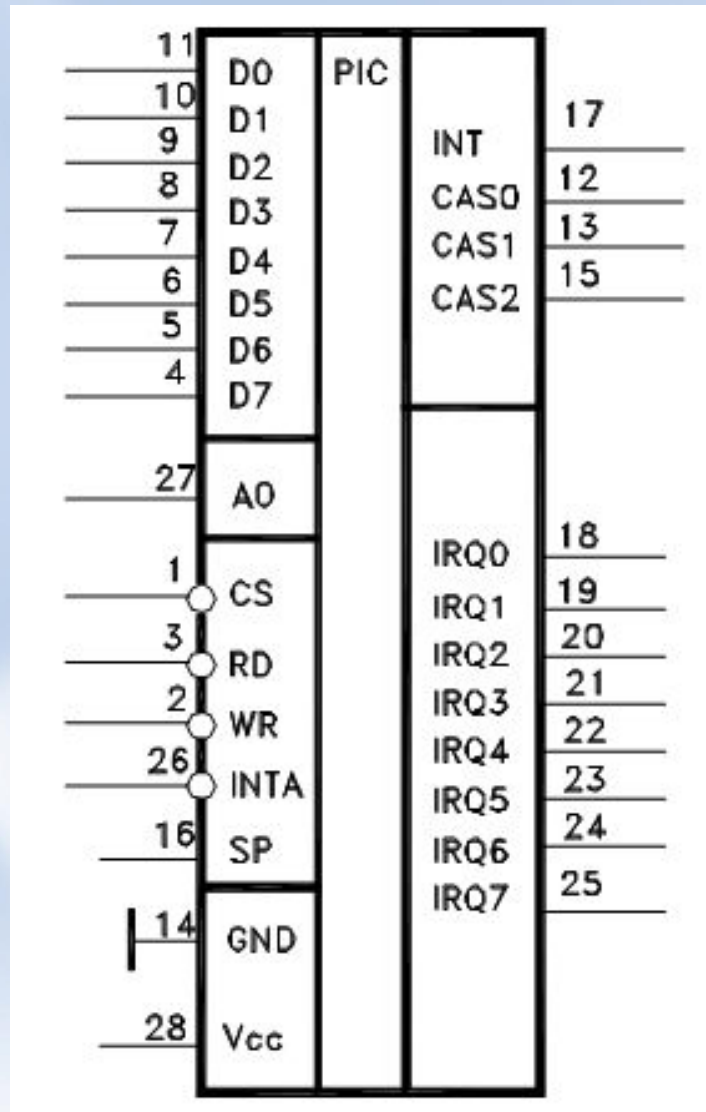 11 D0 PIC
10 D1 INT 17
9 D2 CAS0 12
8 D3 CAS1 13
7 D4 CAS2 15
6 D5
5 D6
4 D7
27 A0
1 CS IRQ0 18
3 RD IRQ1 19
2 WR IRQ2 20
26 INTA IRQ3 21
16 SP IRQ4 22
14 GND IRQ5 23
28 Vcc IRQ6 24
IRQ7 25